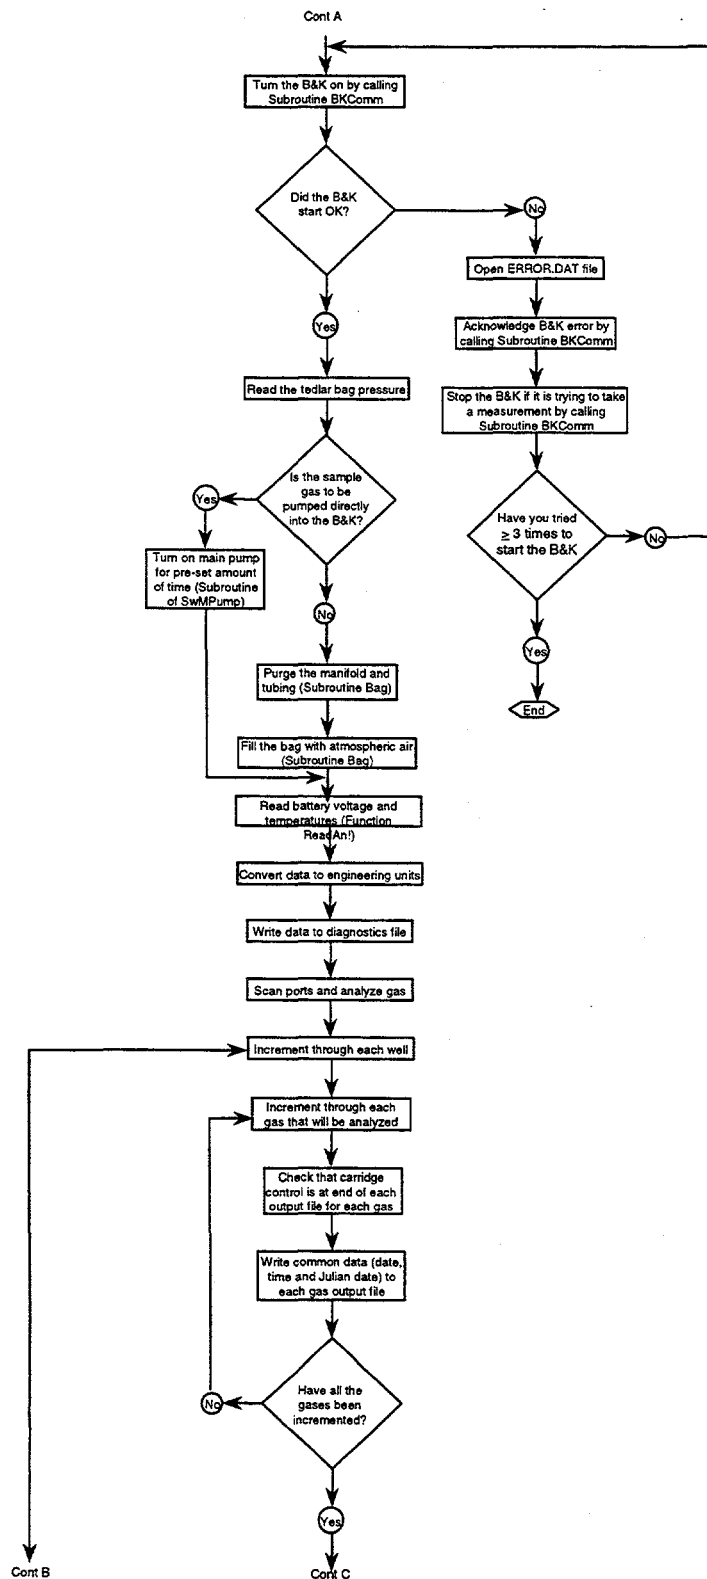 Cont A
Turn the B&K on by calling
Subroutine BKComm
Did the B&K
start OK?
No
Open ERROR.DAT file
Yes
Acknowledge B&K error by
calling Subroutine BKComm
Read the tedlar bag pressure
Stop the B&K if it is trying to take
a measurement by calling
Subroutine BKComm
Is the sample
gas to be
pumped directly
into the B&K?
Yes
Have you tried
≥ 3 times to
start the B&K
No
Turn on main pump
for pre-set amount
of time (Subroutine
of SwMPump)
No
Yes
Purge the manifold and
tubing (Subroutine Bag)
End
Fill the bag with atmospheric air
(Subroutine Bag)
Read battery voltage and
temperatures (Function
ReadAn!)
Convert data to engineering units
Write data to diagnostics file
Scan ports and analyze gas
Increment through each well
Increment through each
gas that will be analyzed
Check that carridge
control is at end of each
output file for each gas
Write common data (date,
time and Julian date) to
each gas output file
Have all the
gases been
incremented?
No
Yes
Cont B
Cont C